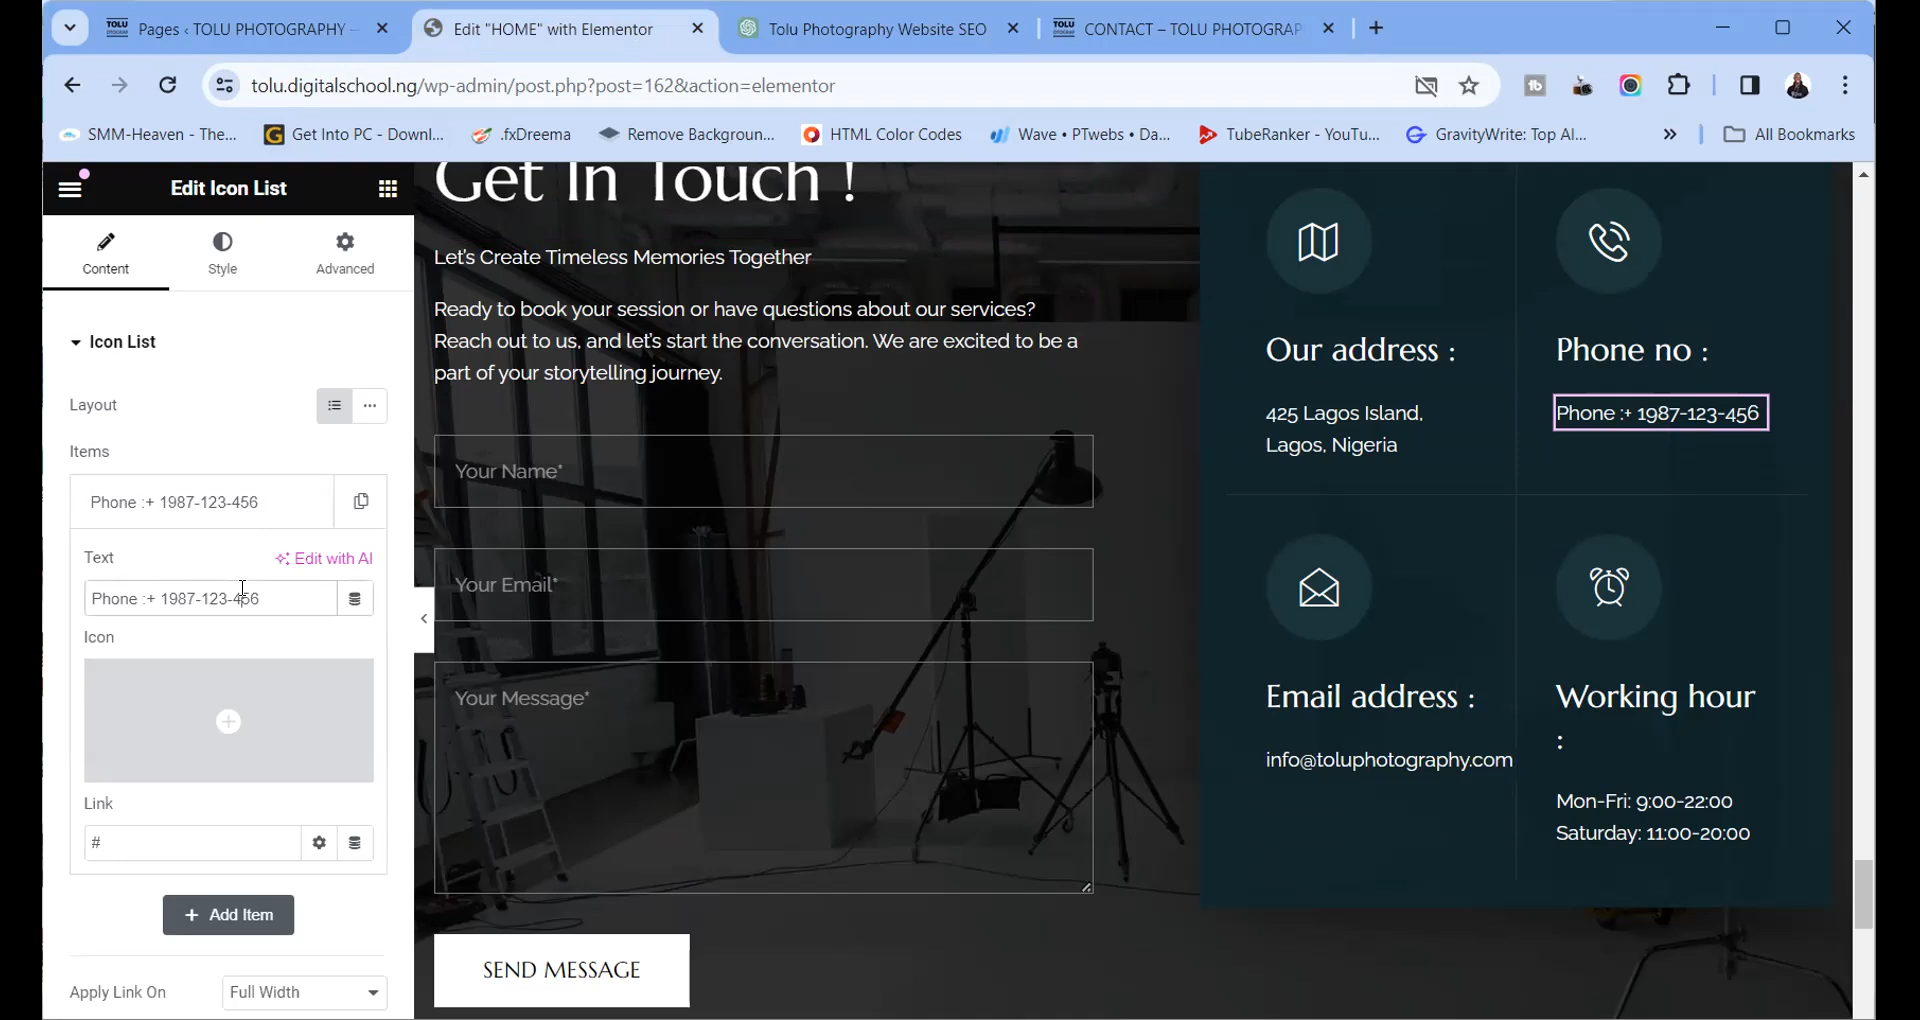 Pages ‹ TOLU PHOTOGRAPHY —
Edit "HOME" with Elementor
Tolu Photography Website SEO
CONTACT – TOLU PHOTOGRAP
tolu.digitalschool.ng/wp-admin/post.php?post=162&action=elementor
SMM-Heaven - The...
Get Into PC - Downl...
.fxDreema
Remove Backgroun...
HTML Color Codes
Wave • PTwebs • Da...
TubeRanker - YouTu...
GravityWrite: Top AI...
All Bookmarks
Edit Icon List
Content
Style
Advanced
Icon List
Layout
Items
Phone :+ 1987-123-456
Text
Edit with AI
Phone :+ 1987-123-456
Icon
Link
#
Add Item
Apply Link On
Full Width
Get In Touch !
Let's Create Timeless Memories Together
Ready to book your session or have questions about our services?
Reach out to us, and let's start the conversation. We are excited to be a
part of your storytelling journey.
Your Name*
Your Email*
Your Message*
SEND MESSAGE
Our address :
425 Lagos Island,
Lagos, Nigeria
Phone no :
Phone :+ 1987-123-456
Email address :
info@toluphotography.com
Working hour
:
Mon-Fri: 9:00-22:00
Saturday: 11:00-20:00